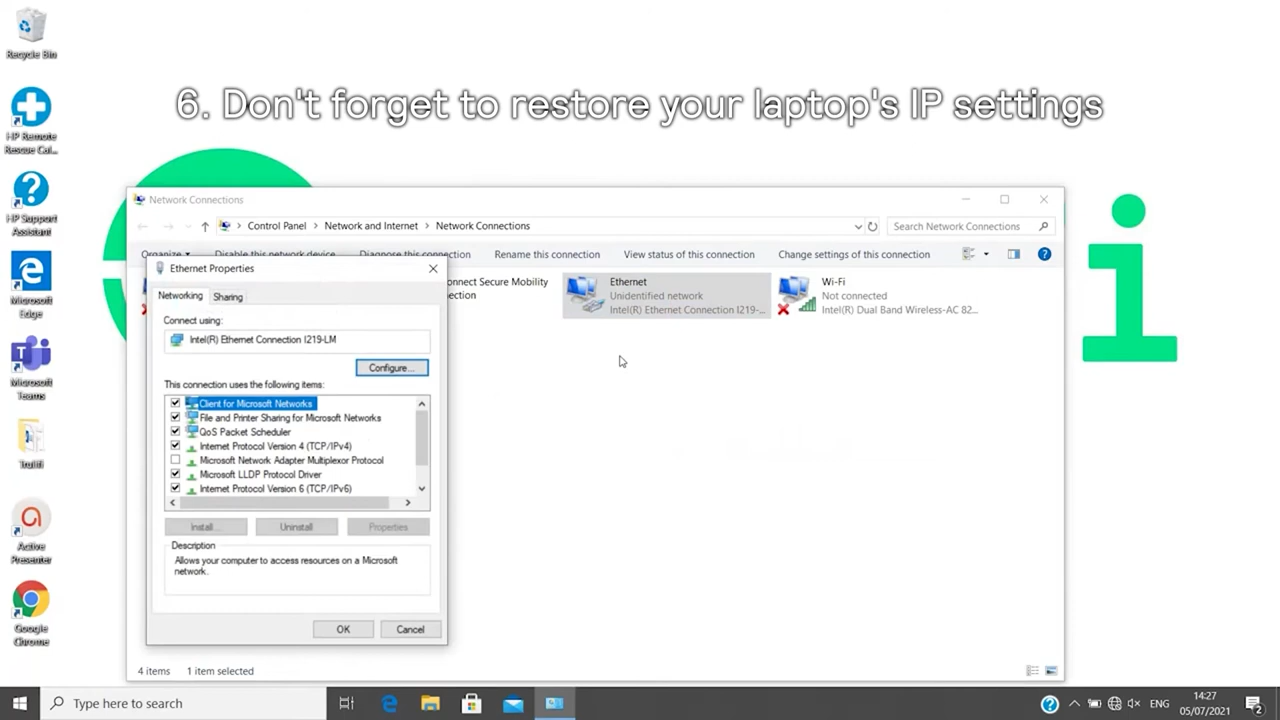 6. Don't forget to restore your laptop's IP settings
Recycle Bin
HP Remote
Rescue Cal...
HP Support
Assistant
Microsoft
Edge
Microsoft
Teams
Active
Presenter
Google
Chrome
Network Connections
Control Panel > Network and Internet > Network Connections
Search Network Connections
Organize Disable this network device Diagnose this connection Rename this connection View status of this connection Change settings of this connection
onnect Secure Mobility
ection
Ethernet
Unidentified network
Intel(R) Ethernet Connection I219-...
Wi-Fi
Not connected
Intel(R) Dual Band Wireless-AC 82...
Ethernet Properties
Networking Sharing
Connect using:
Intel(R) Ethernet Connection I219-LM
Configure...
This connection uses the following items:
Client for Microsoft Networks
File and Printer Sharing for Microsoft Networks
QoS Packet Scheduler
Internet Protocol Version 4 (TCP/IPv4)
Microsoft Network Adapter Multiplexor Protocol
Microsoft LLDP Protocol Driver
Internet Protocol Version 6 (TCP/IPv6)
Install... Uninstall Properties
Description
Allows your computer to access resources on a Microsoft
network.
OK Cancel
4 items 1 item selected
Type here to search
ENG
14:27
05/07/2021
2